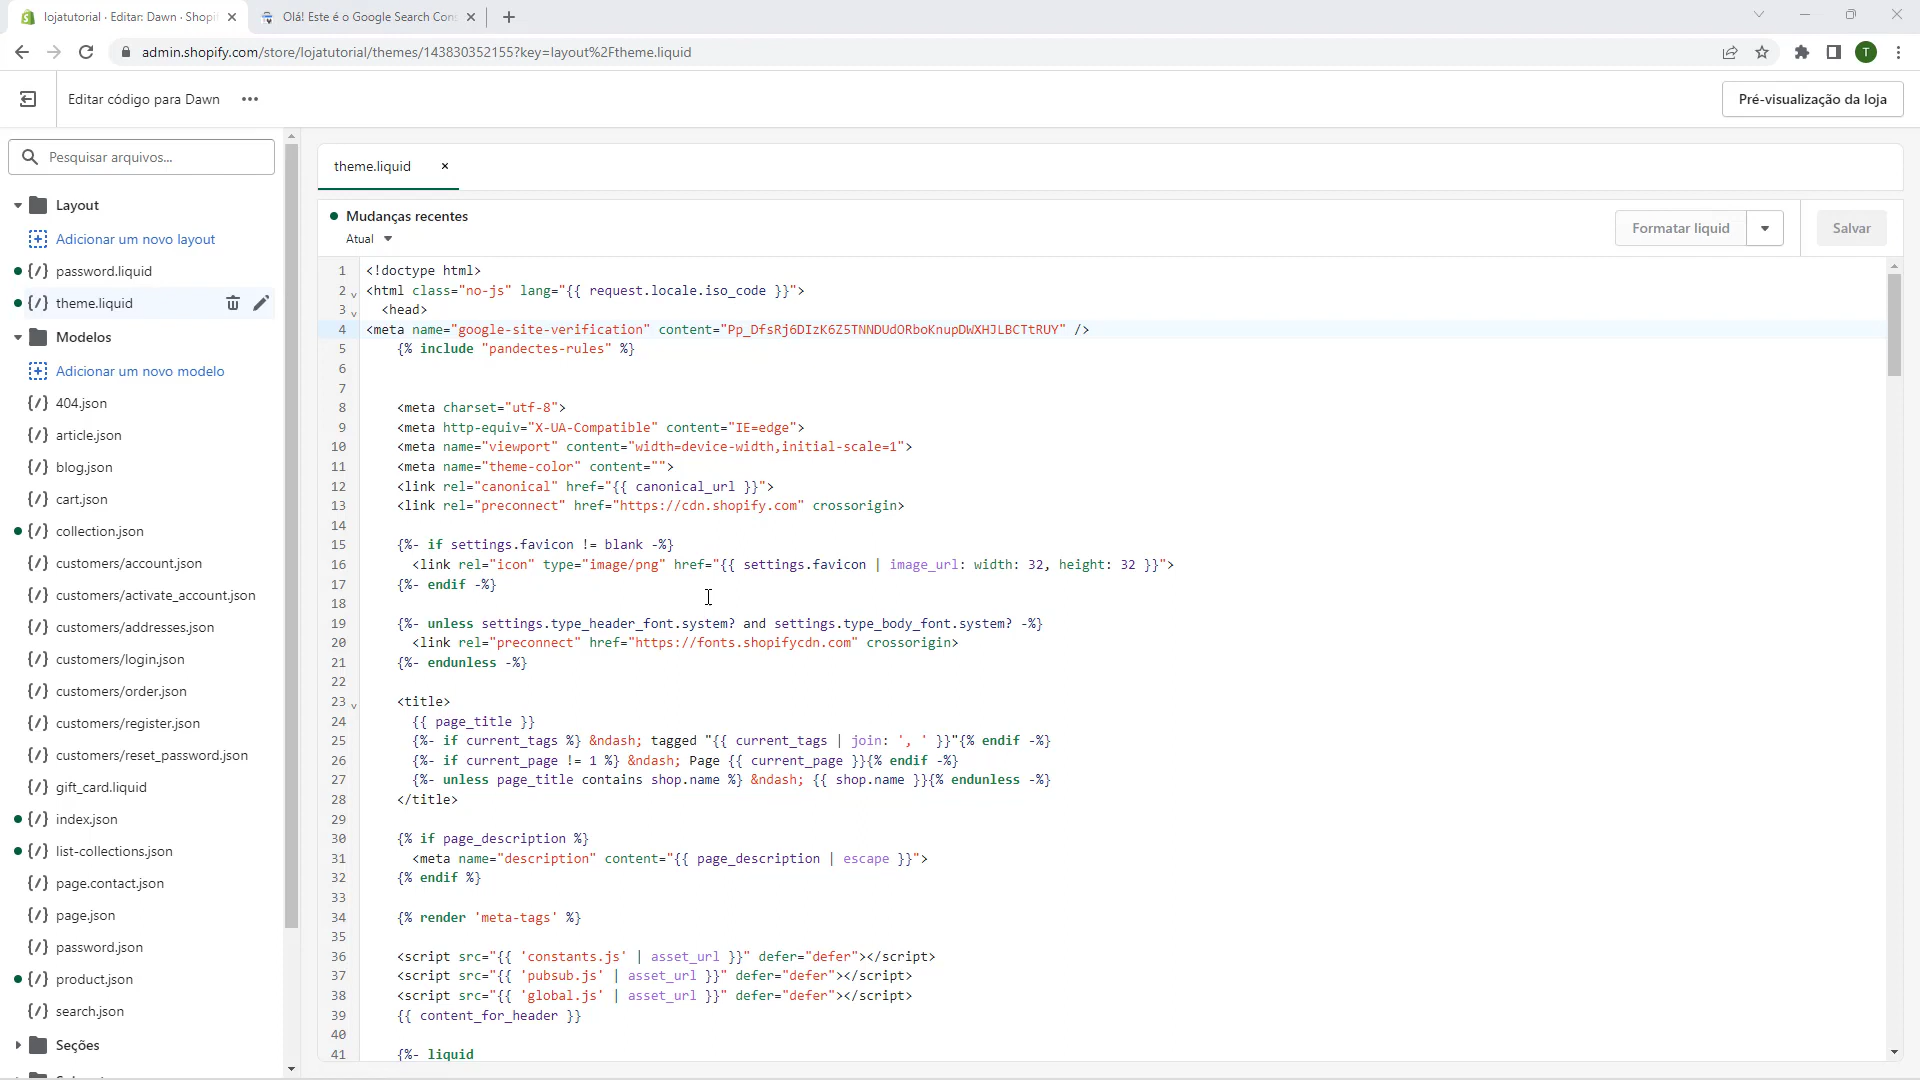 lojatutorial · Editar: Dawn · Shopi
Olá! Este é o Google Search Cons
admin.shopify.com/store/lojatutorial/themes/143830352155?key=layout%2Ftheme.liquid
T
Editar código para Dawn
Pré-visualização da loja
Pesquisar arquivos...
Layout
Adicionar um novo layout
{/} password.liquid
{/} theme.liquid
Modelos
Adicionar um novo modelo
{/} 404.json
{/} article.json
{/} blog.json
{/} cart.json
{/} collection.json
{/} customers/account.json
{/} customers/activate_account.json
{/} customers/addresses.json
{/} customers/login.json
{/} customers/order.json
{/} customers/register.json
{/} customers/reset_password.json
{/} gift_card.liquid
{/} index.json
{/} list-collections.json
{/} page.contact.json
{/} page.json
{/} password.json
{/} product.json
{/} search.json
Seções
theme.liquid
Mudanças recentes
Atual
Formatar liquid
Salvar
1 <!doctype html>
2 <html class="no-js" lang="{{ request.locale.iso_code }}">
3 <head>
4 <meta name="google-site-verification" content="Pp_DfsRj6DIzK6Z5TNNDUdORboKnupDWXHJLBCTtRUY" />
5 {% include "pandectes-rules" %}
6
7
8 <meta charset="utf-8">
9 <meta http-equiv="X-UA-Compatible" content="IE=edge">
10 <meta name="viewport" content="width=device-width,initial-scale=1">
11 <meta name="theme-color" content="">
12 <link rel="canonical" href="{{ canonical_url }}">
13 <link rel="preconnect" href="https://cdn.shopify.com" crossorigin>
14
15 {%- if settings.favicon != blank -%}
16 <link rel="icon" type="image/png" href="{{ settings.favicon | image_url: width: 32, height: 32 }}">
17 {%- endif -%}
18
19 {%- unless settings.type_header_font.system? and settings.type_body_font.system? -%}
20 <link rel="preconnect" href="https://fonts.shopifycdn.com" crossorigin>
21 {%- endunless -%}
22
23 <title>
24 {{ page_title }}
25 {%- if current_tags %} &ndash; tagged "{{ current_tags | join: ', ' }}"{% endif -%}
26 {%- if current_page != 1 %} &ndash; Page {{ current_page }}{% endif -%}
27 {%- unless page_title contains shop.name %} &ndash; {{ shop.name }}{% endunless -%}
28 </title>
29
30 {% if page_description %}
31 <meta name="description" content="{{ page_description | escape }}">
32 {% endif %}
33
34 {% render 'meta-tags' %}
35
36 <script src="{{ 'constants.js' | asset_url }}" defer="defer"></script>
37 <script src="{{ 'pubsub.js' | asset_url }}" defer="defer"></script>
38 <script src="{{ 'global.js' | asset_url }}" defer="defer"></script>
39 {{ content_for_header }}
40
41 {%- liquid